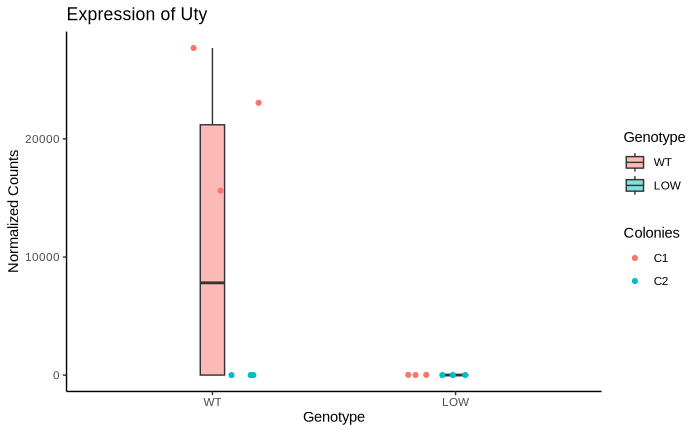 Expression of Uty
Normalized Counts
20000
10000
0
WT
LOW
Genotype
Genotype
WT
LOW
Colonies
C1
C2